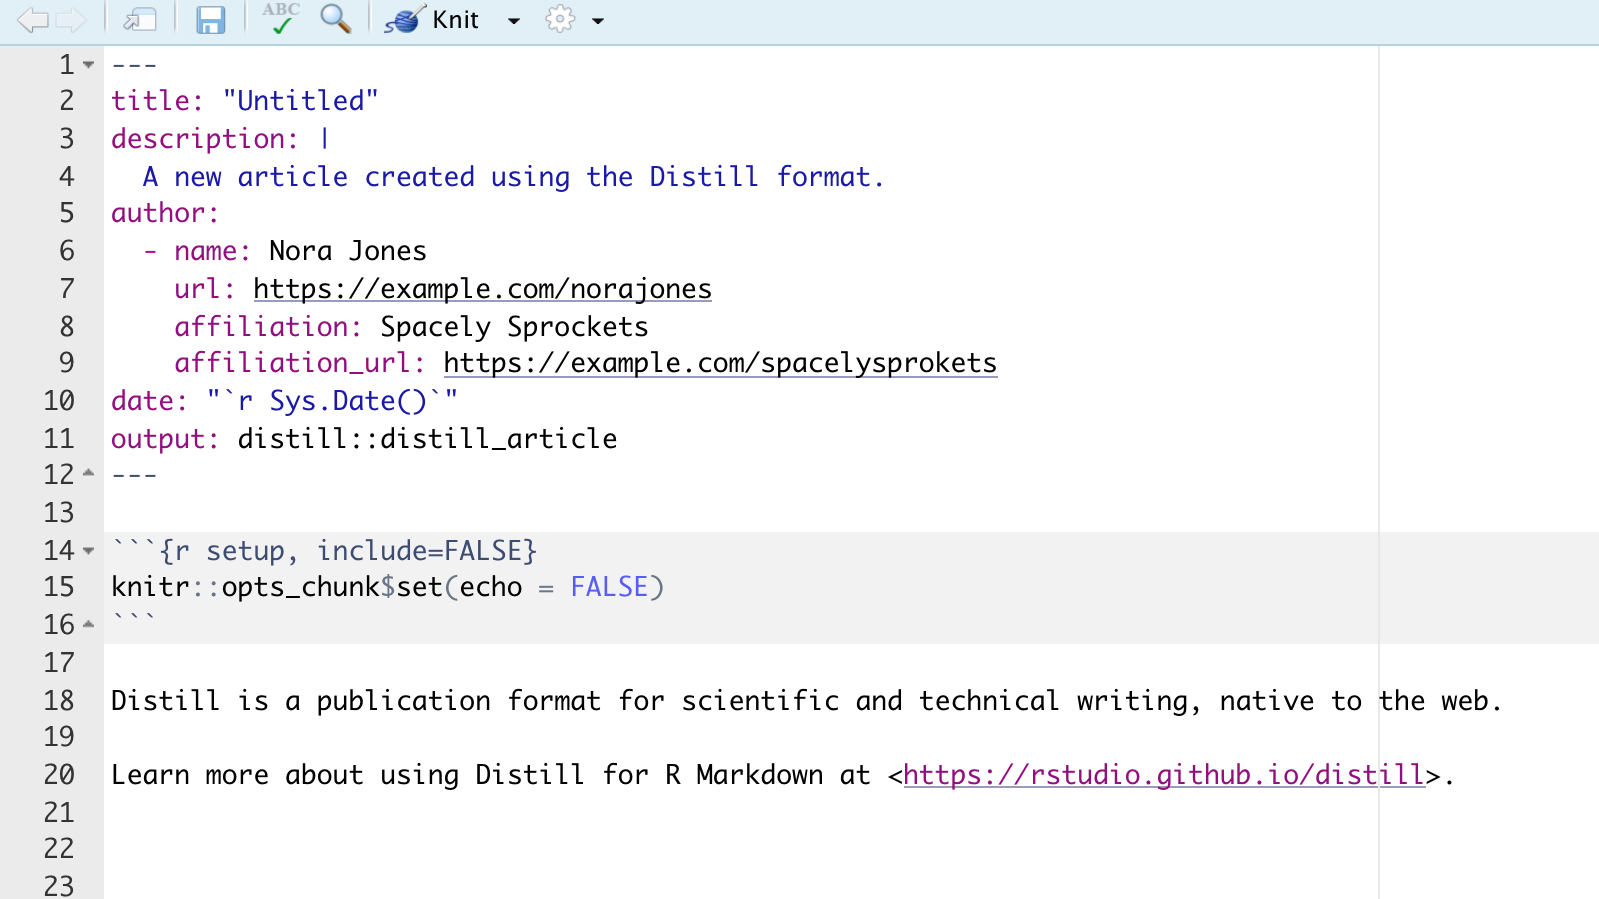 ABC Knit
1 ---
2 title: "Untitled"
3 description: |
4   A new article created using the Distill format.
5 author:
6   - name: Nora Jones
7     url: https://example.com/norajones
8     affiliation: Spacely Sprockets
9     affiliation_url: https://example.com/spacelysprokets
10 date: "`r Sys.Date()`"
11 output: distill::distill_article
12 ---
13
14 ```{r setup, include=FALSE}
15 knitr::opts_chunk$set(echo = FALSE)
16 ```
17
18 Distill is a publication format for scientific and technical writing, native to the web.
19
20 Learn more about using Distill for R Markdown at <https://rstudio.github.io/distill>.
21
22
23